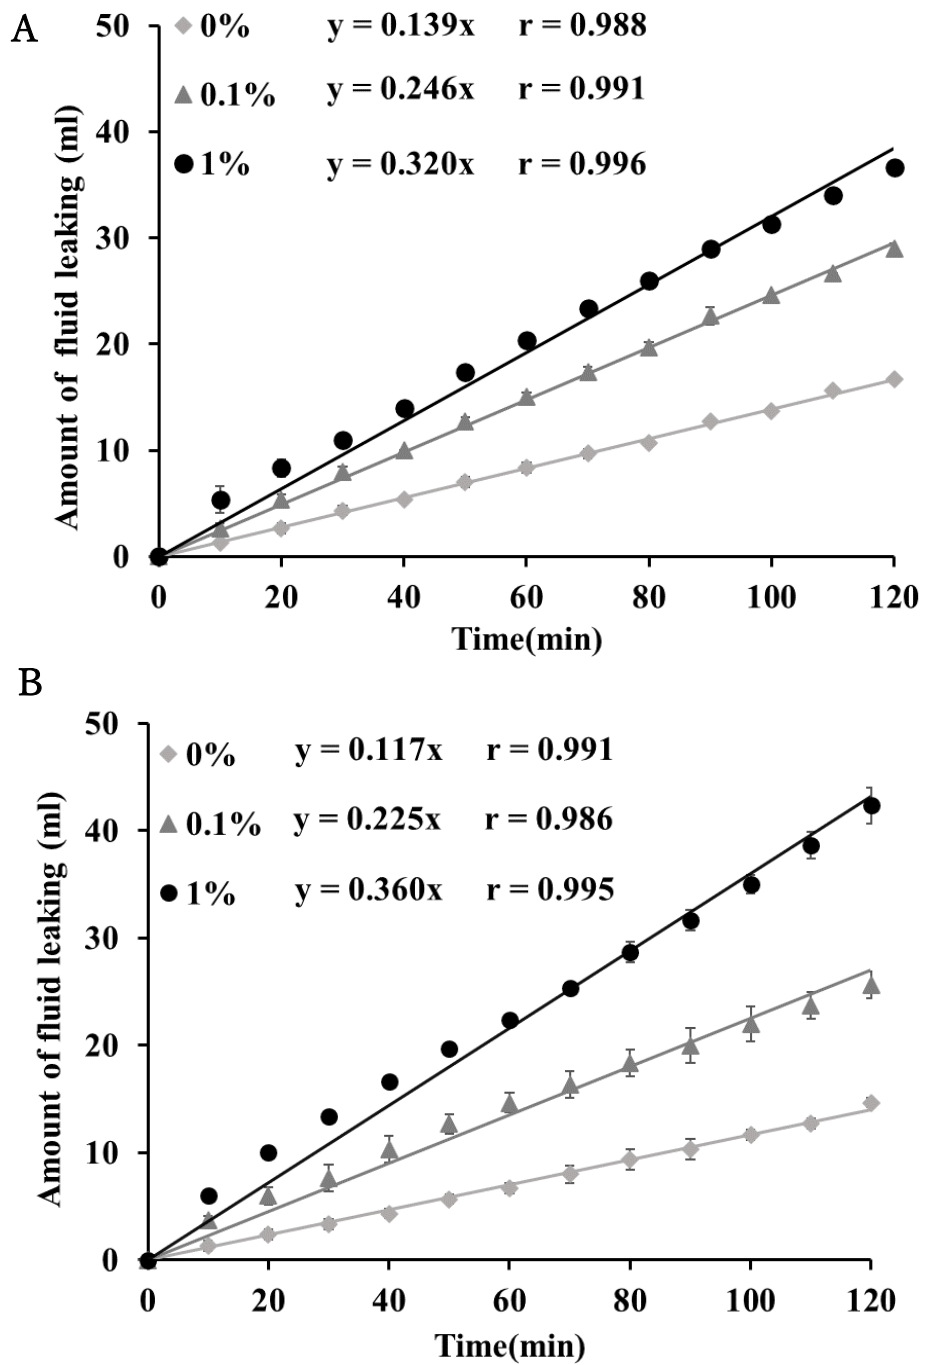 A
50
0% y = 0.139x r = 0.988
0.1% y = 0.246x r = 0.991
40
1% y = 0.320x r = 0.996
30
20
10
0
Amount of fluid leaking (ml)
0 20 40 60 80 100 120
Time(min)
B
50
0% y = 0.117x r = 0.991
0.1% y = 0.225x r = 0.986
40
1% y = 0.360x r = 0.995
30
20
10
0
Amount of fluid leaking (ml)
0 20 40 60 80 100 120
Time(min)